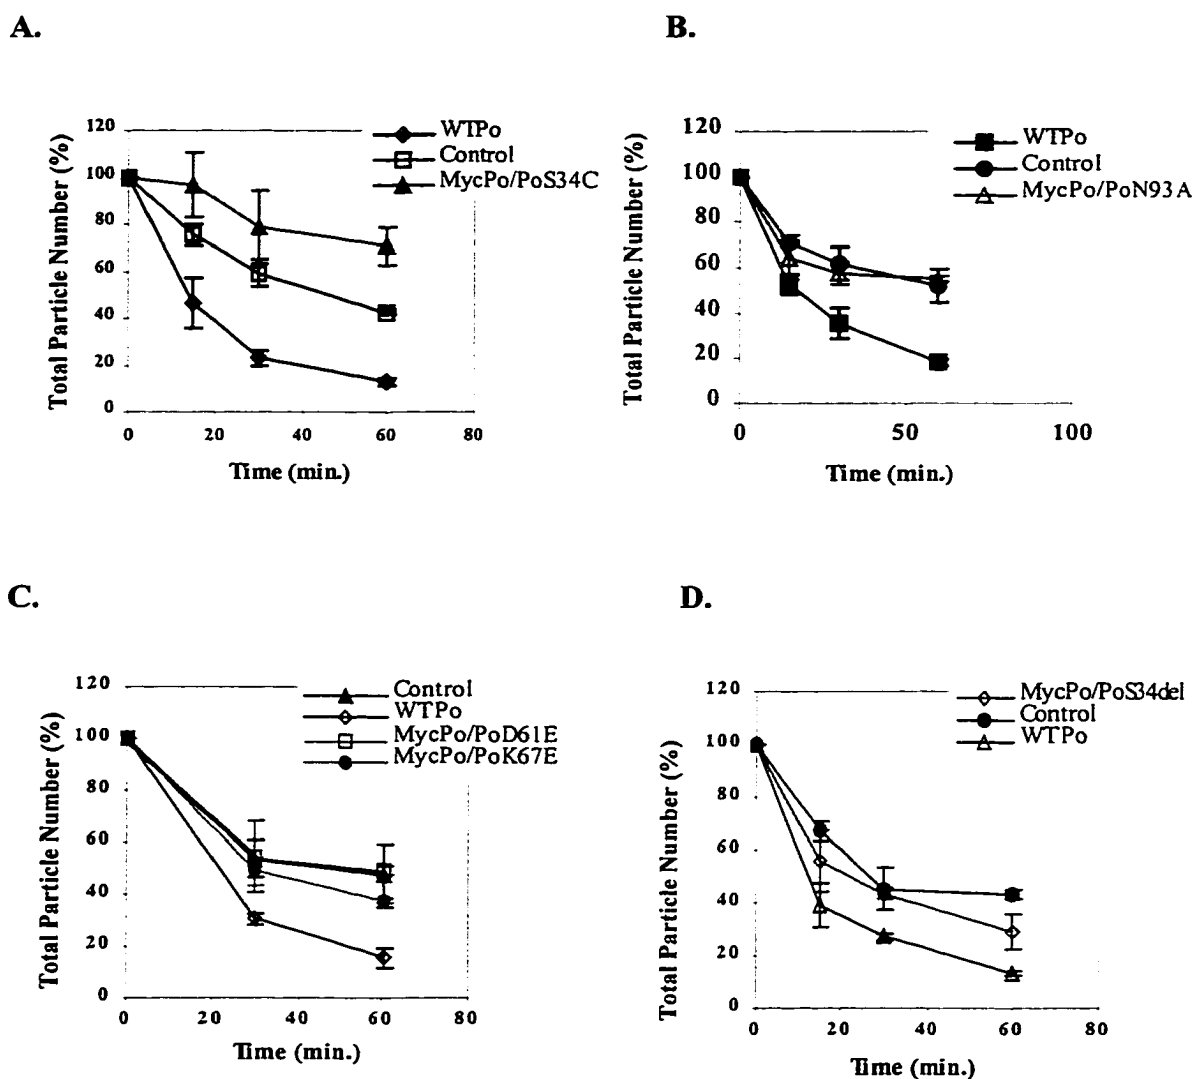 A.
B.
120
100
80
60
40
20
0
Total Particle Number (%)
0 20 40 60 80
Time (min.)
WTPo
Control
MycPo/PoS34C
120
100
80
60
40
20
0
Total Particle Number (%)
0 50 100
Time (min.)
WTPo
Control
MycPo/PoN93A
C.
D.
120
100
80
60
40
20
0
Total Particle Number (%)
0 20 40 60 80
Time (min.)
Control
WTPo
MycPo/PoD61E
MycPo/PoK67E
120
100
80
60
40
20
0
Total Particle Number (%)
0 20 40 60 80
Time (min.)
MycPo/PoS34del
Control
WTPo